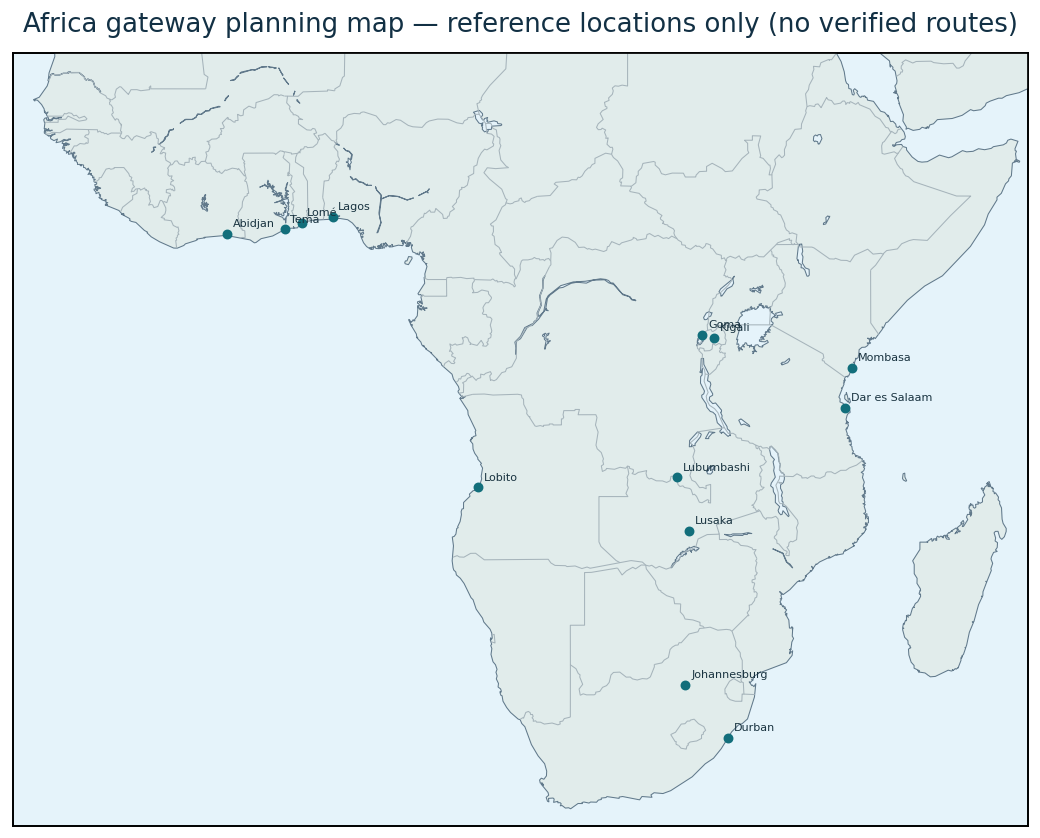 Africa gateway planning map — reference locations only (no verified routes)
Lagos
Lomé
Tema
Abidjan
Goma
Kigali
Mombasa
Dar es Salaam
Lubumbashi
Lobito
Lusaka
Johannesburg
Durban